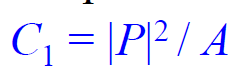 C₁ = |P|² / A